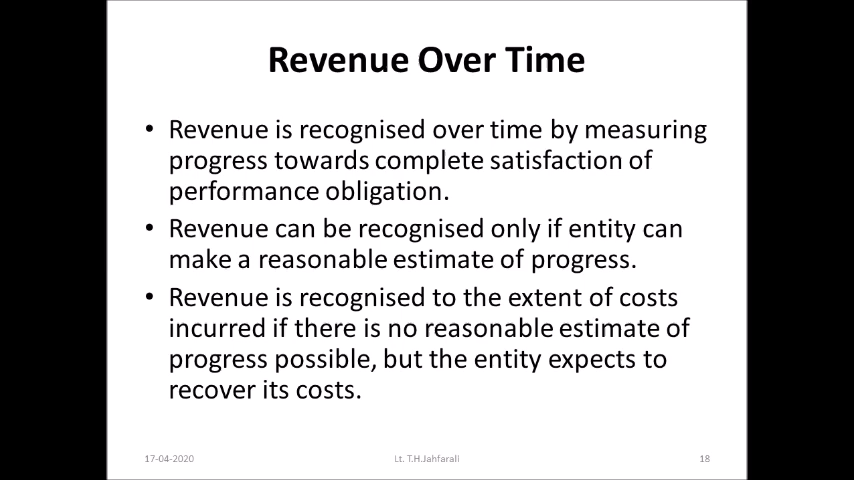 Revenue Over Time
• Revenue is recognised over time by measuring
progress towards complete satisfaction of
performance obligation.
• Revenue can be recognised only if entity can
make a reasonable estimate of progress.
• Revenue is recognised to the extent of costs
incurred if there is no reasonable estimate of
progress possible, but the entity expects to
recover its costs.
17-04-2020 Lt. T.H.Jahfarali 18